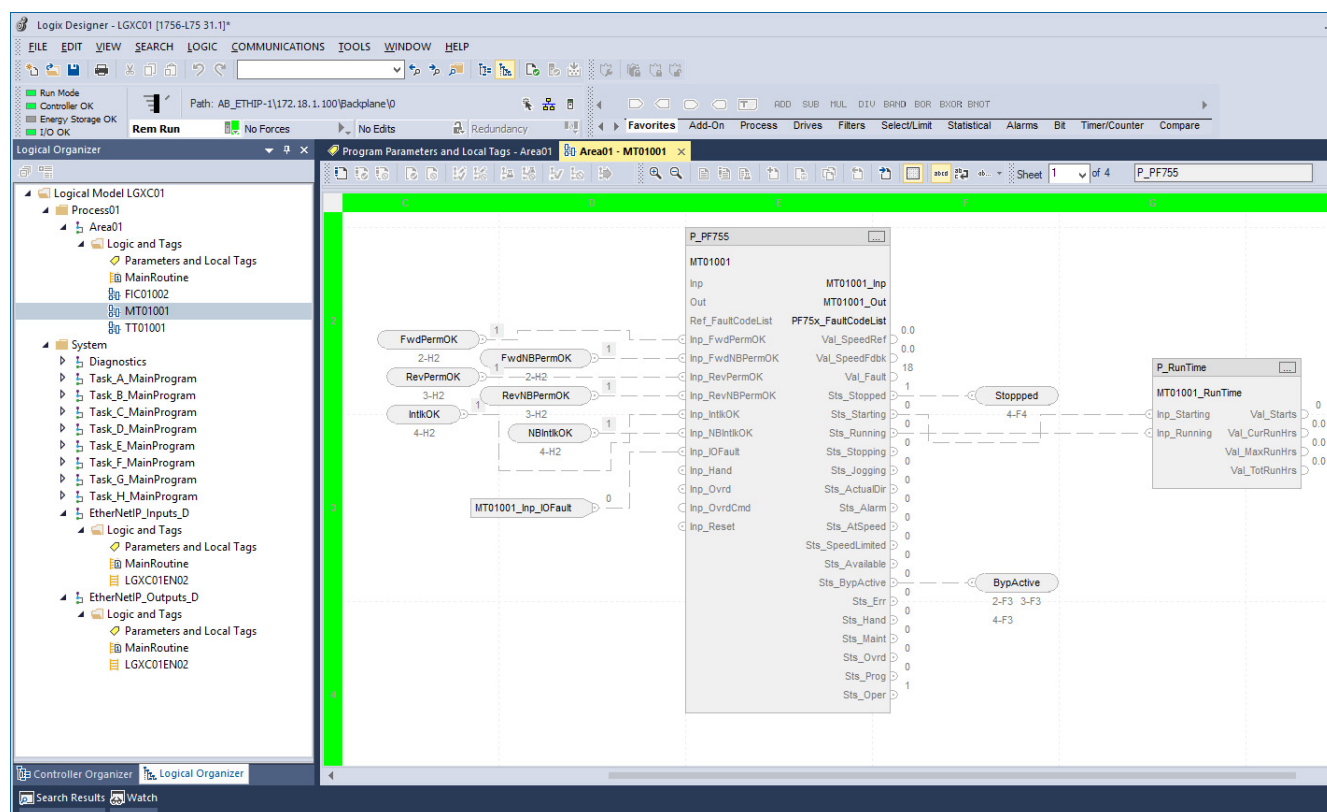 Logix Designer - LGXC01 [1756-L75 31.1]*
FILE EDIT VIEW SEARCH LOGIC COMMUNICATIONS TOOLS WINDOW HELP
Run Mode
Controller OK
Energy Storage OK
I/O OK
Path: AB_ETHIP-1\172.18.1.100\Backplane\0
Rem Run
No Forces
No Edits
Redundancy
ADD SUB MUL DIV BAND BOR BXOR BNOT
Favorites Add-On Process Drives Filters Select/Limit Statistical Alarms Bit Timer/Counter Compare
Logical Organizer
Logical Model LGXC01
Process01
Area01
Logic and Tags
Parameters and Local Tags
MainRoutine
FIC01002
MT01001
TT01001
System
Diagnostics
Task_A_MainProgram
Task_B_MainProgram
Task_C_MainProgram
Task_D_MainProgram
Task_E_MainProgram
Task_F_MainProgram
Task_G_MainProgram
Task_H_MainProgram
EtherNetIP_Inputs_D
Logic and Tags
Parameters and Local Tags
MainRoutine
LGXC01EN02
EtherNetIP_Outputs_D
Logic and Tags
Parameters and Local Tags
MainRoutine
LGXC01EN02
Controller Organizer
Logical Organizer
Search Results
Watch
Program Parameters and Local Tags - Area01
Area01 - MT01001
Sheet 1 of 4
P_PF755
C D E F G
2
3
4
FwdPermOK 1
2-H2
FwdNBPermOK 1
2-H2
RevPermOK 1
3-H2
RevNBPermOK 1
3-H2
IntlkOK 1
4-H2
NBIntlkOK 1
4-H2
MT01001_Inp_IOFault 0
P_PF755
MT01001
Inp MT01001_Inp
Out MT01001_Out
Ref_FaultCodeList PF75x_FaultCodeList
Inp_FwdPermOK Val_SpeedRef 0.0
Inp_FwdNBPermOK Val_SpeedFdbk 0.0
Inp_RevPermOK Val_Fault 18
Inp_RevNBPermOK Sts_Stopped 1
Inp_IntlkOK Sts_Starting 0
Inp_NBIntlkOK Sts_Running 0
Inp_IOFault Sts_Stopping 0
Inp_Hand Sts_Jogging 0
Inp_Ovrd Sts_ActualDir 0
Inp_OvrdCmd Sts_Alarm 0
Inp_Reset Sts_AtSpeed 0
Sts_SpeedLimited 0
Sts_Available 0
Sts_BypActive 0
Sts_Err 0
Sts_Hand 0
Sts_Maint 0
Sts_Ovrd 0
Sts_Prog 0
Sts_Oper 1
Stoppped
4-F4
BypActive
2-F3 3-F3
4-F3
P_RunTime
MT01001_RunTime
Inp_Starting Val_Starts 0
Inp_Running Val_CurRunHrs 0.0
Val_MaxRunHrs 0.0
Val_TotRunHrs 0.0